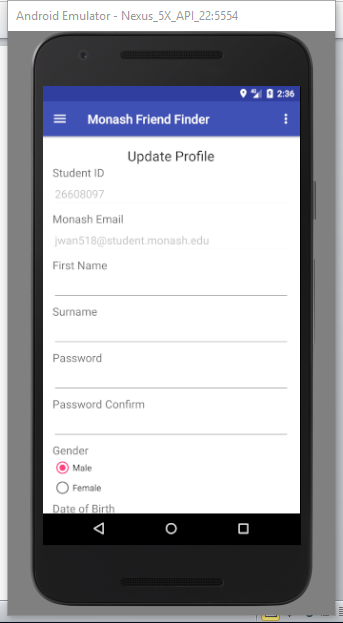 Android Emulator - Nexus_5X_API_22:5554
2:36
Monash Friend Finder
Update Profile
Student ID
26608097
Monash Email
jwan518@student.monash.edu
First Name
Surname
Password
Password Confirm
Gender
Male
Female
Date of Birth